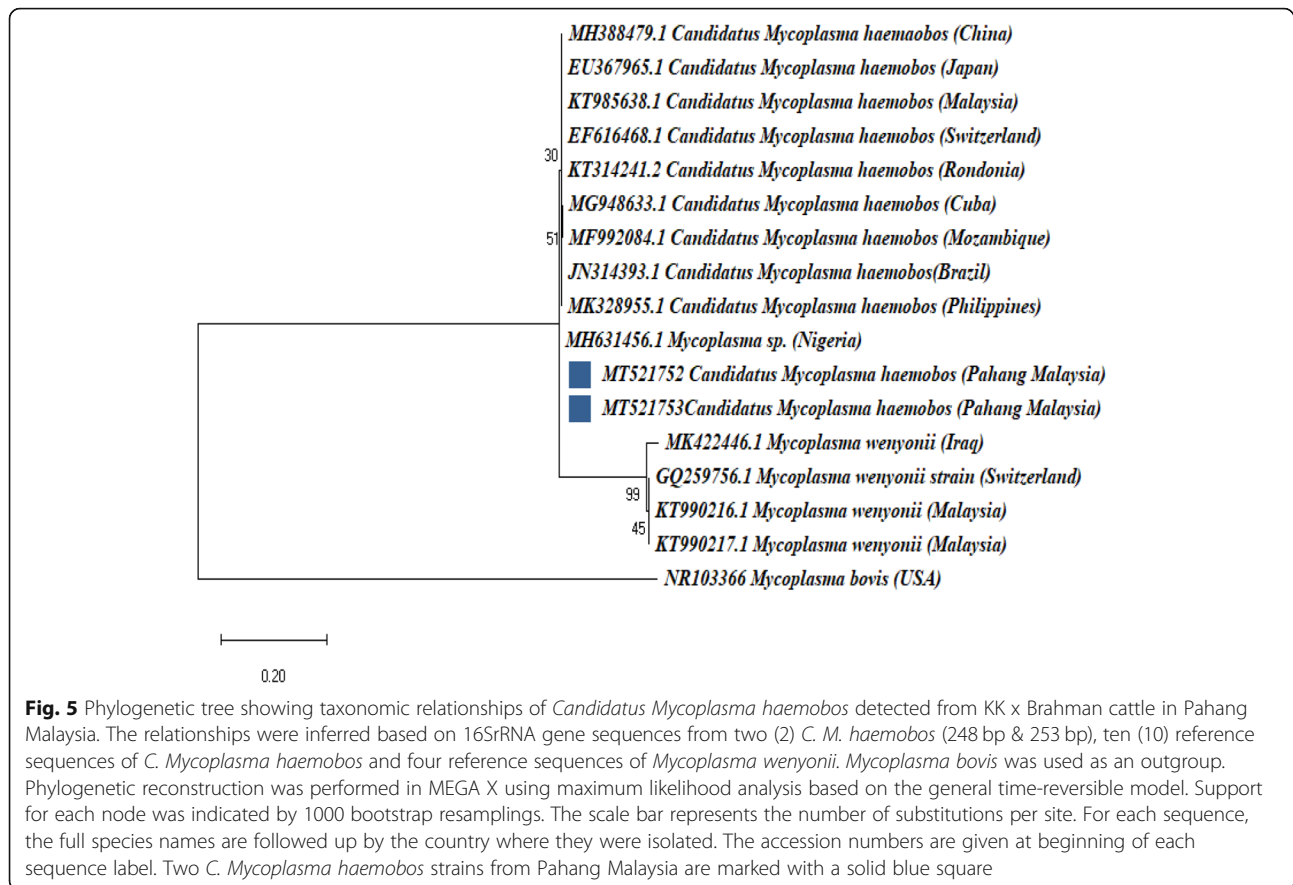 MH388479.1 Candidatus Mycoplasma haemaobos (China)
EU367965.1 Candidatus Mycoplasma haemobos (Japan)
KT985638.1 Candidatus Mycoplasma haemobos (Malaysia)
EF616468.1 Candidatus Mycoplasma haemobos (Switzerland)
30
KT314241.2 Candidatus Mycoplasma haemobos (Rondonia)
MG948633.1 Candidatus Mycoplasma haemobos (Cuba)
51
MF992084.1 Candidatus Mycoplasma haemobos (Mozambique)
JN314393.1 Candidatus Mycoplasma haemobos(Brazil)
MK328955.1 Candidatus Mycoplasma haemobos (Philippines)
MH631456.1 Mycoplasma sp. (Nigeria)
MT521752 Candidatus Mycoplasma haemobos (Pahang Malaysia)
MT521753Candidatus Mycoplasma haemobos (Pahang Malaysia)
MK422446.1 Mycoplasma wenyonii (Iraq)
GQ259756.1 Mycoplasma wenyonii strain (Switzerland)
99
KT990216.1 Mycoplasma wenyonii (Malaysia)
45
KT990217.1 Mycoplasma wenyonii (Malaysia)
NR103366 Mycoplasma bovis (USA)
0.20
Fig. 5 Phylogenetic tree showing taxonomic relationships of Candidatus Mycoplasma haemobos detected from KK x Brahman cattle in Pahang
Malaysia. The relationships were inferred based on 16SrRNA gene sequences from two (2) C. M. haemobos (248 bp & 253 bp), ten (10) reference
sequences of C. Mycoplasma haemobos and four reference sequences of Mycoplasma wenyonii. Mycoplasma bovis was used as an outgroup.
Phylogenetic reconstruction was performed in MEGA X using maximum likelihood analysis based on the general time-reversible model. Support
for each node was indicated by 1000 bootstrap resamplings. The scale bar represents the number of substitutions per site. For each sequence,
the full species names are followed up by the country where they were isolated. The accession numbers are given at beginning of each
sequence label. Two C. Mycoplasma haemobos strains from Pahang Malaysia are marked with a solid blue square